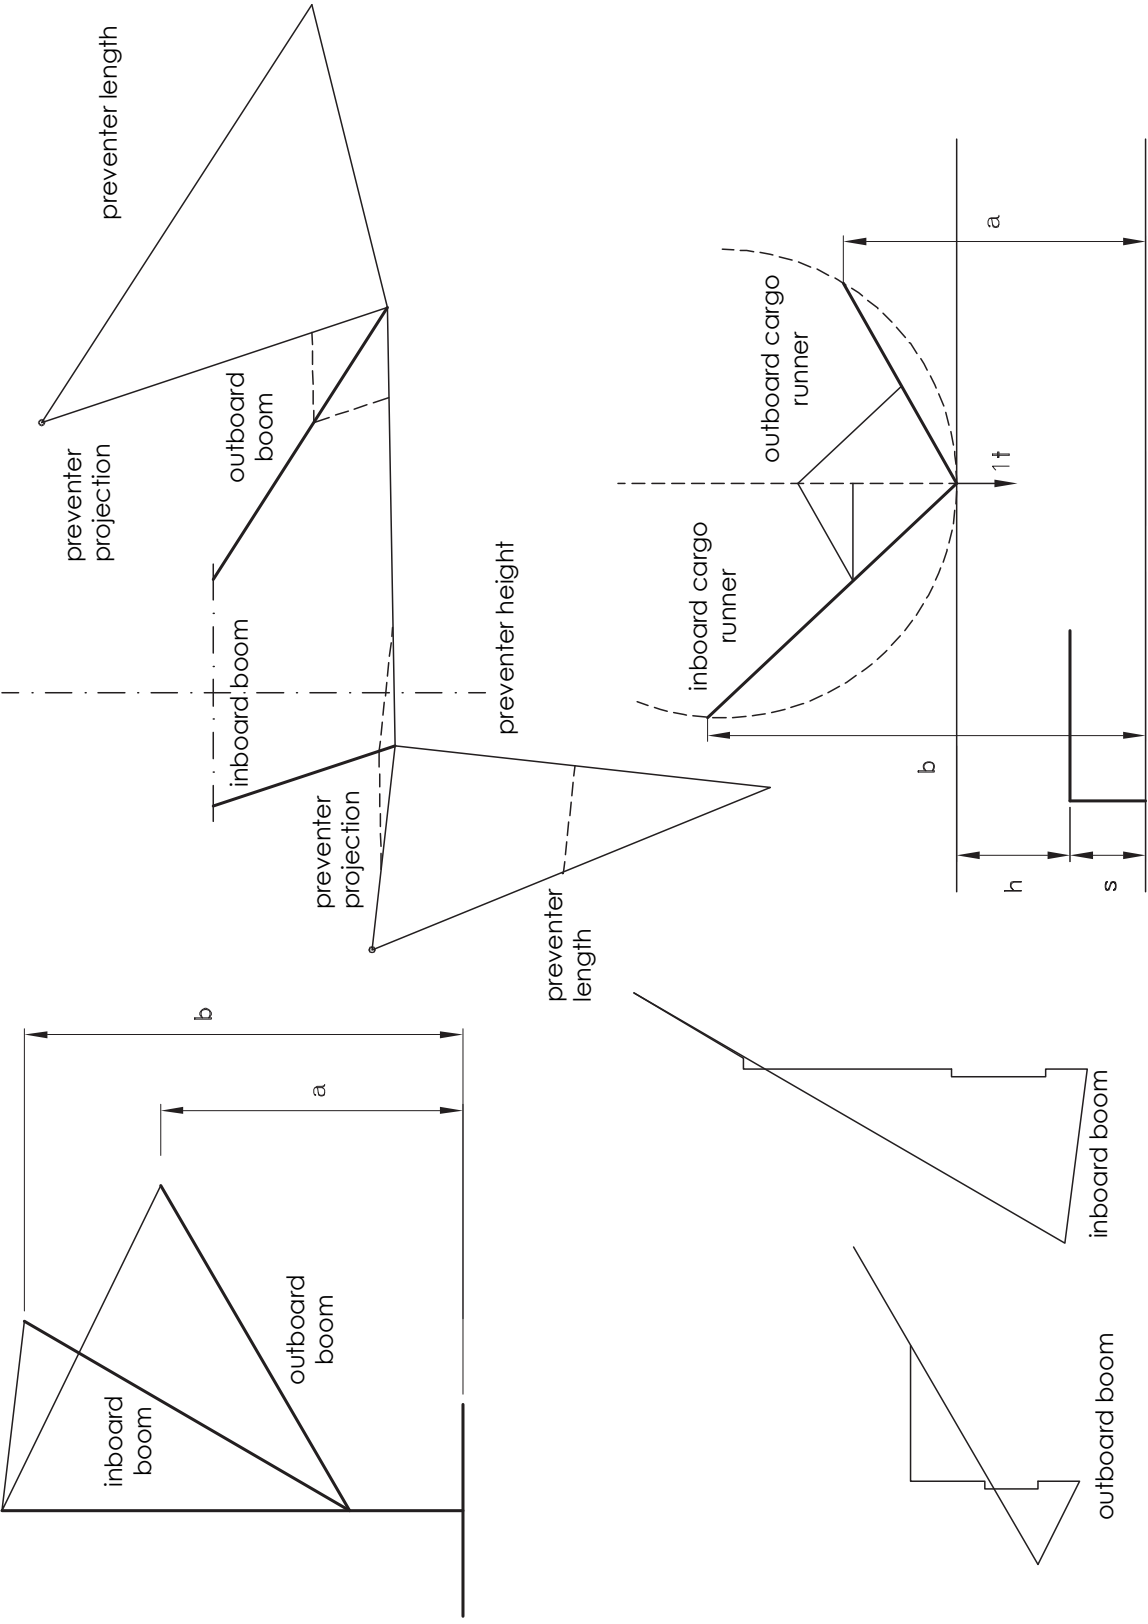 inboard
boom
b
outboard
boom
a
preventer
projection
preventer length
outboard
boom
inboard boom
preventer
projection
preventer height
preventer
length
outboard boom
inboard boom
inboard cargo
runner
outboard cargo
runner
b
a
1t
h
s